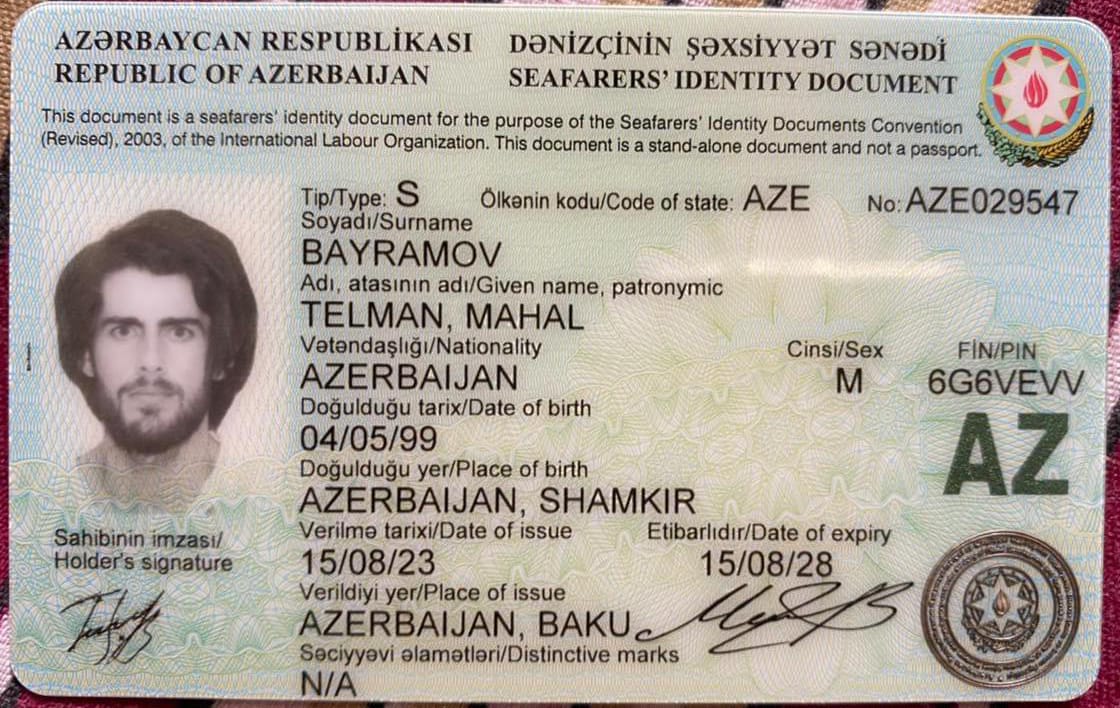 AZƏRBAYCAN RESPUBLİKASI
REPUBLIC OF AZERBAIJAN
DƏNİZÇİNİN ŞƏXSİYYƏT SƏNƏDİ
SEAFARERS' IDENTITY DOCUMENT
This document is a seafarers' identity document for the purpose of the Seafarers' Identity Documents Convention
(Revised), 2003, of the International Labour Organization. This document is a stand-alone document and not a passport.
Tip/Type: S Ölkənin kodu/Code of state: AZE No: AZE029547
Soyadı/Surname
BAYRAMOV
Adı, atasının adı/Given name, patronymic
TELMAN, MAHAL
Vətəndaşlığı/Nationality Cinsi/Sex FİN/PIN
AZERBAIJAN M 6G6VEVV
Doğulduğu tarix/Date of birth
04/05/99
AZ
Doğulduğu yer/Place of birth
AZERBAIJAN, SHAMKIR
Verilmə tarixi/Date of issue Etibarlıdır/Date of expiry
15/08/23 15/08/28
Verildiyi yer/Place of issue
AZERBAIJAN, BAKU
Səciyyəvi əlamətləri/Distinctive marks
N/A
Sahibinin imzası/
Holder's signature